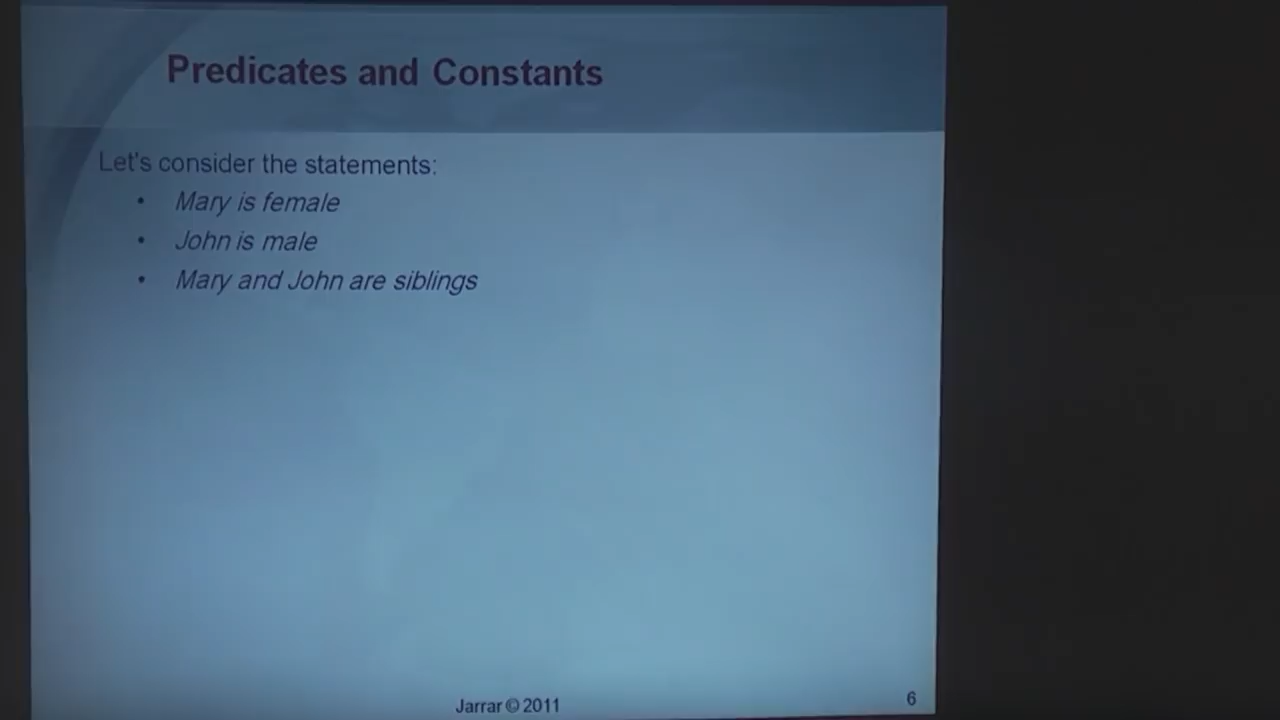 Predicates and Constants
Let's consider the statements:
• Mary is female
• John is male
• Mary and John are siblings
Jarrar © 2011
6